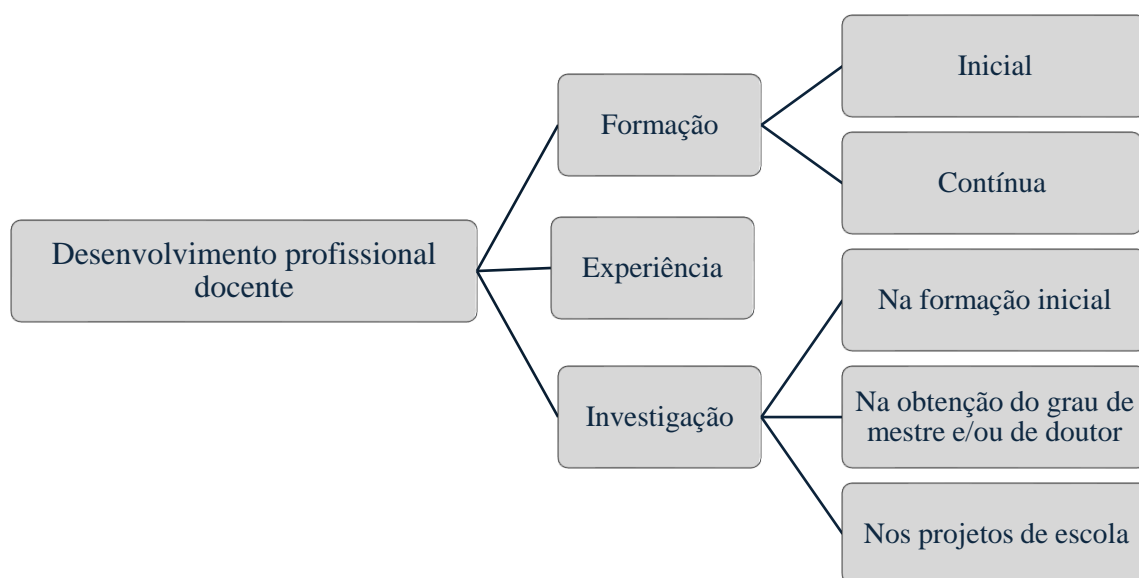 Desenvolvimento profissional
docente
Formação
Inicial
Contínua
Experiência
Investigação
Na formação inicial
Na obtenção do grau de
mestre e/ou de doutor
Nos projetos de escola